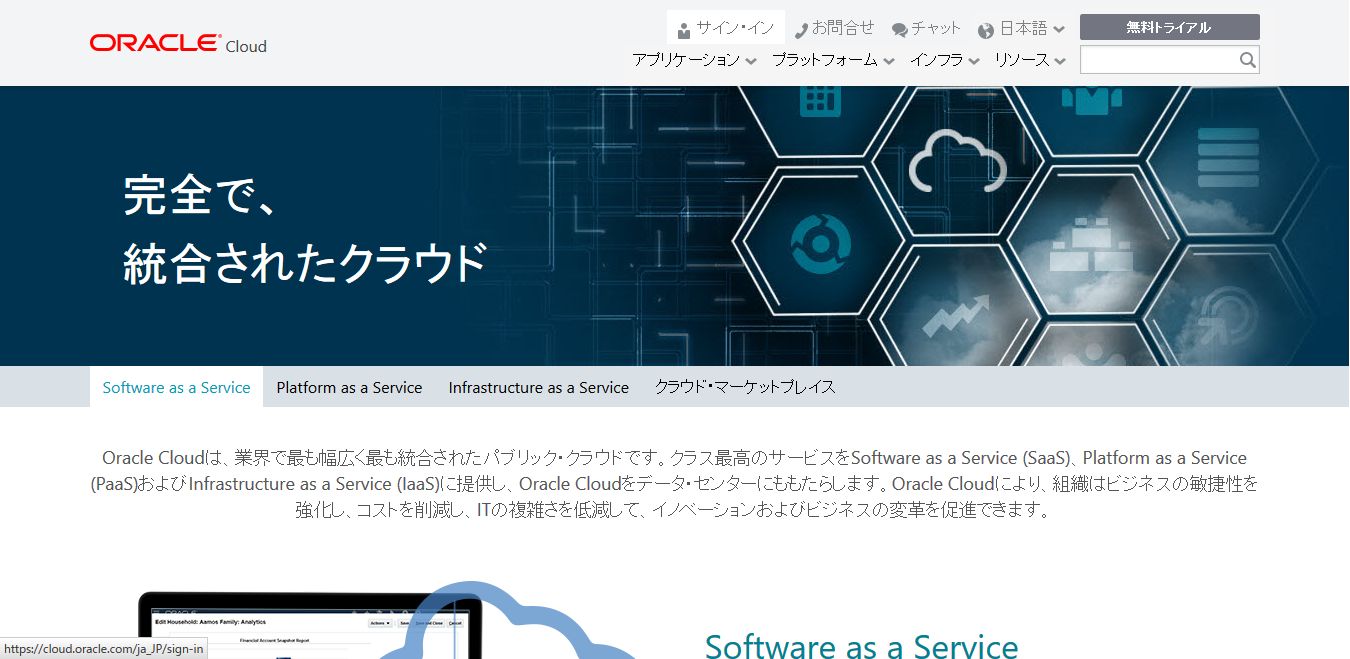 ORACLE Cloud
サイン・イン お問合せ チャット 日本語 無料トライアル
アプリケーション プラットフォーム インフラ リソース
完全で、
統合されたクラウド
Software as a Service Platform as a Service Infrastructure as a Service クラウド・マーケットプレイス
Oracle Cloudは、業界で最も幅広く最も統合されたパブリック・クラウドです。クラス最高のサービスをSoftware as a Service (SaaS)、Platform as a Service
(PaaS)およびInfrastructure as a Service (IaaS)に提供し、Oracle Cloudをデータ・センターにももたらします。Oracle Cloudにより、組織はビジネスの敏捷性を
強化し、コストを削減し、ITの複雑さを低減して、イノベーションおよびビジネスの変革を促進できます。
ORACLE
Edit Household: Aamos Family: Analytics
Actions Save Save and Close Cancel
Financial Account Snapshot Report
Software as a Service
https://cloud.oracle.com/ja_JP/sign-in